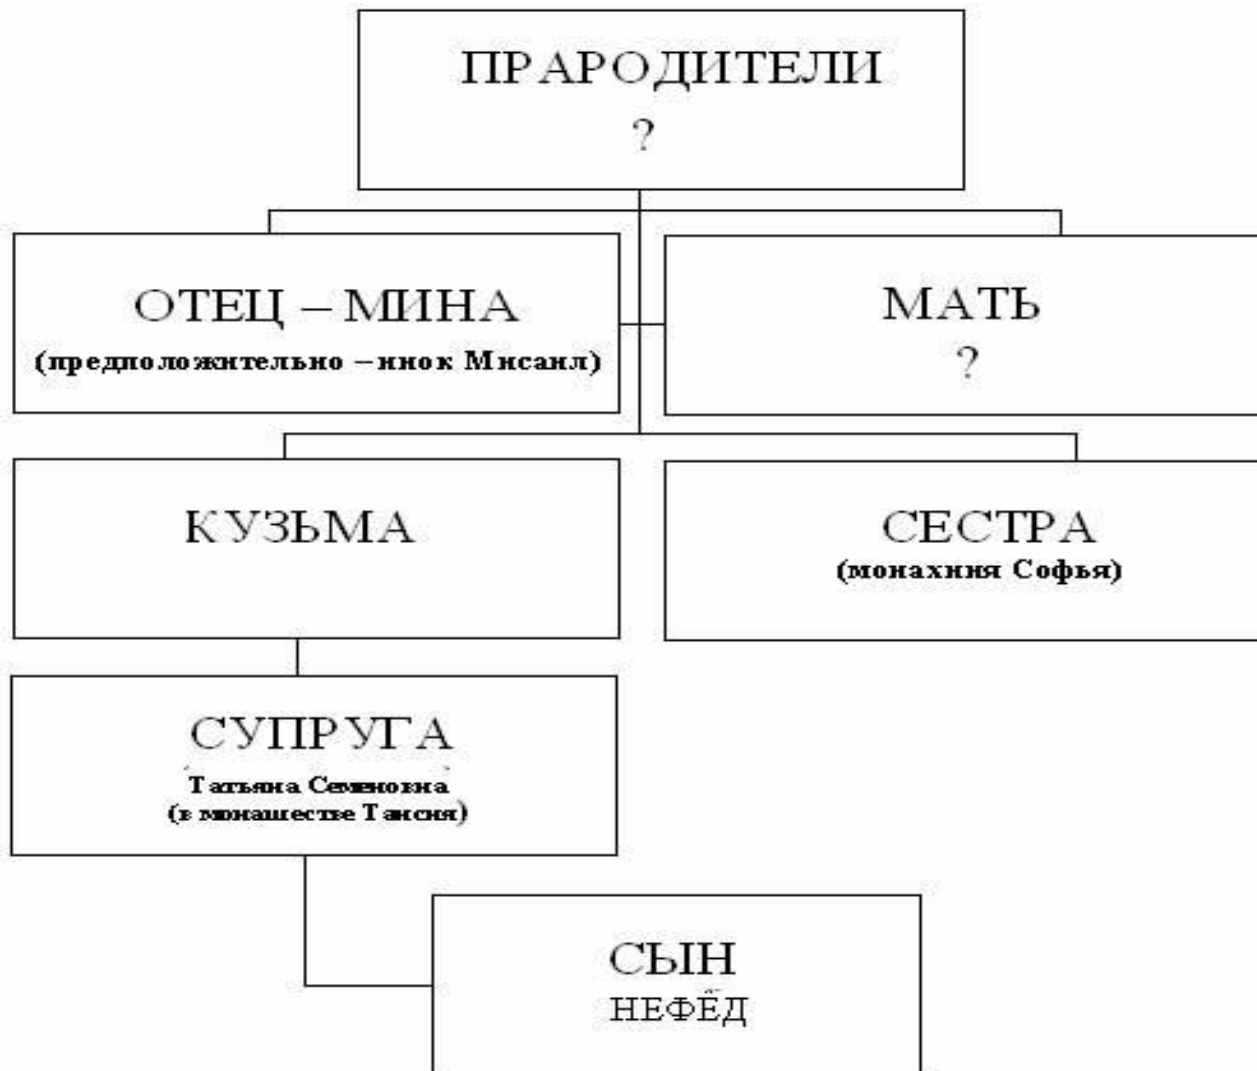 ПРАРОДИТЕЛИ
?
ОТЕЦ – МИНА
(предположительно – инок Мисаил)
МАТЬ
?
КУЗЬМА
СЕСТРА
(монахиня Софья)
СУПРУГА
Татьяна Семеновна
(в монашестве Таисия)
СЫН
НЕФЁД